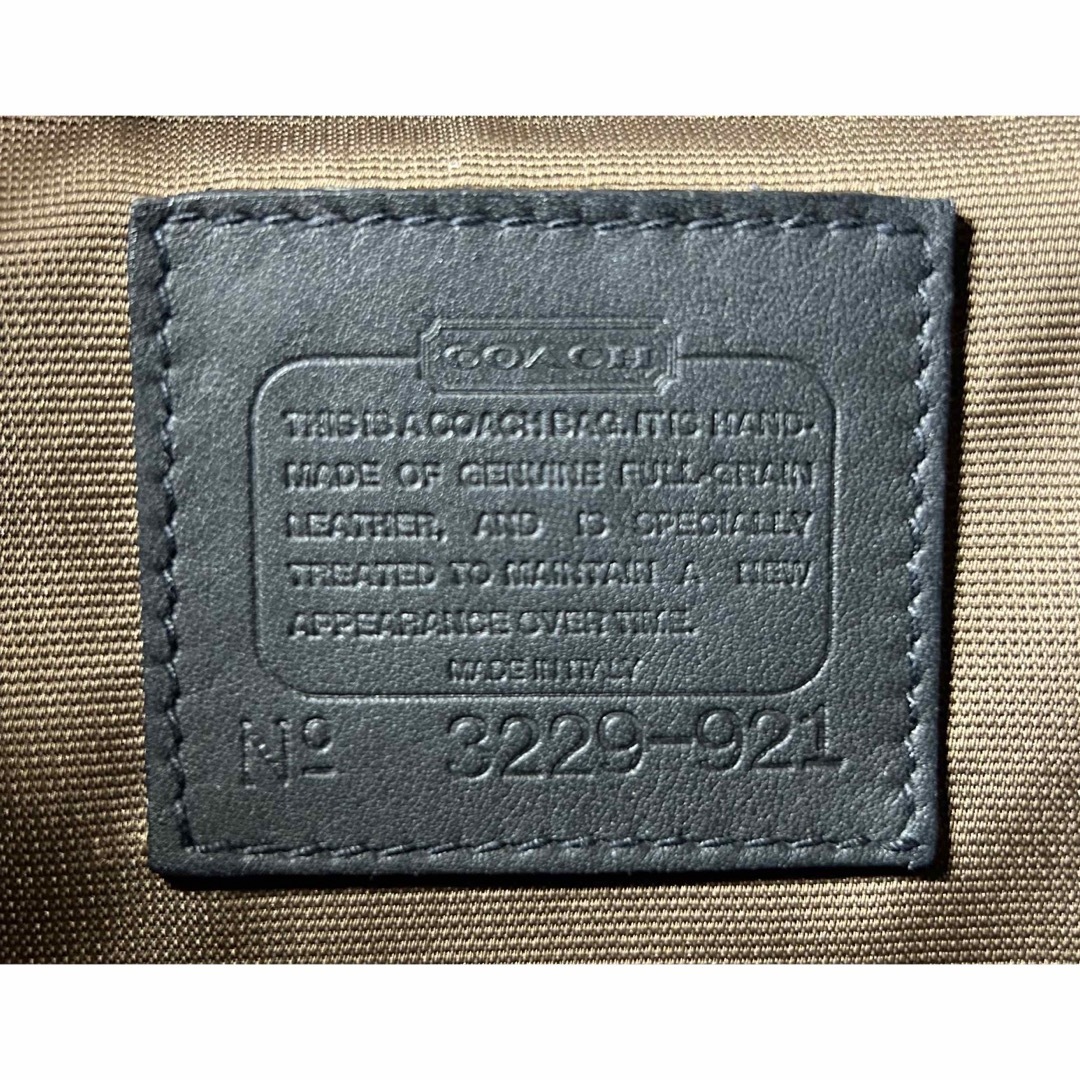 COACH
THIS IS A COACH BAG. IT IS HAND-
MADE OF GENUINE FULL-GRAIN
LEATHER, AND IS SPECIALLY
TREATED TO MAINTAIN A NEW
APPEARANCE OVER TIME.
MADE IN ITALY
Nº 3229-921